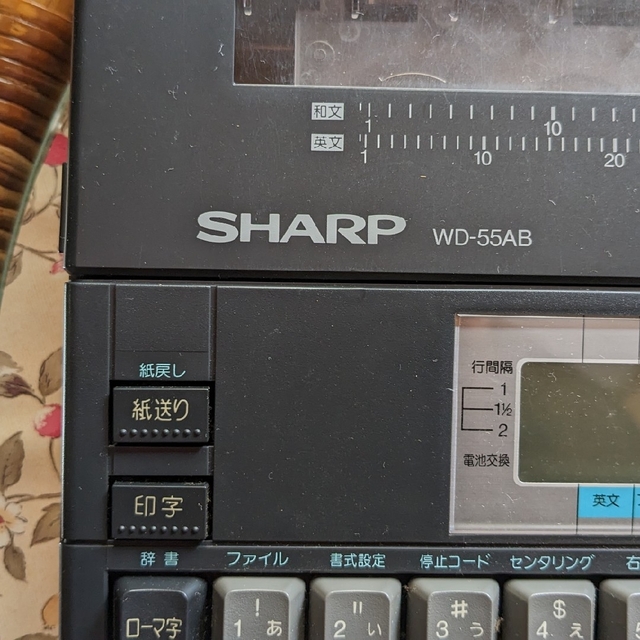 和文 1 10
英文 1 10 20
SHARP WD-55AB
紙戻し
紙送り
印字
行間隔
1
1½
2
電池交換
英文
辞書 ファイル 書式設定 停止コード センタリング 右
ローマ字
! 1 あ
" 2 い
# 3 う
$ 4 え